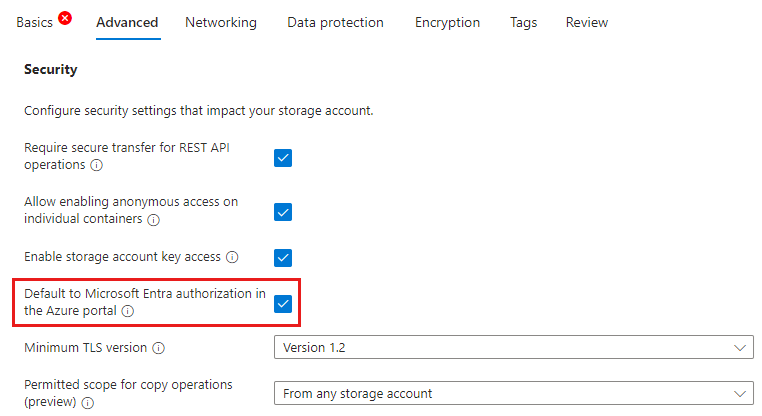 Basics Advanced Networking Data protection Encryption Tags Review
Security
Configure security settings that impact your storage account.
Require secure transfer for REST API
operations
Allow enabling anonymous access on
individual containers
Enable storage account key access
Default to Microsoft Entra authorization in
the Azure portal
Minimum TLS version
Version 1.2
Permitted scope for copy operations
(preview)
From any storage account